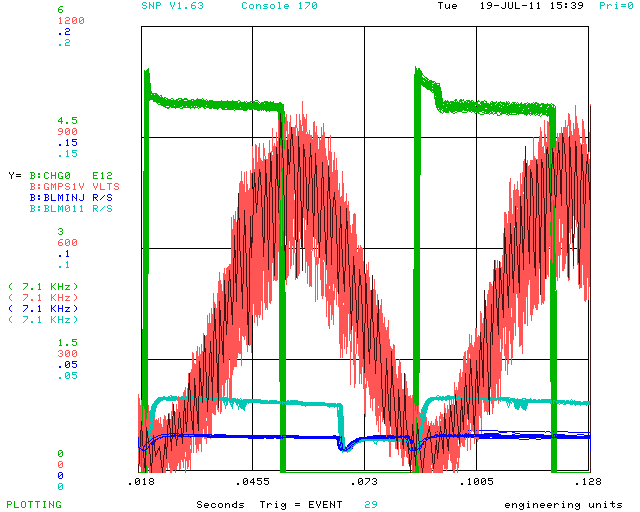 SNP V1.63 Console 170 Tue 19-JUL-11 15:39 Pri=0
6
1200
.2
.2
4.5
900
.15
.15
Y= B:CHG0 E12
B:GMPS1V VLTS
B:BLMINJ R/S
B:BLM011 R/S
3
600
.1
.1
( 7.1 KHz)
( 7.1 KHz)
( 7.1 KHz)
( 7.1 KHz)
1.5
300
.05
.05
0
0
0
0
.018 .0455 .073 .1005 .128
PLOTTING Seconds Trig = EVENT 29 engineering units